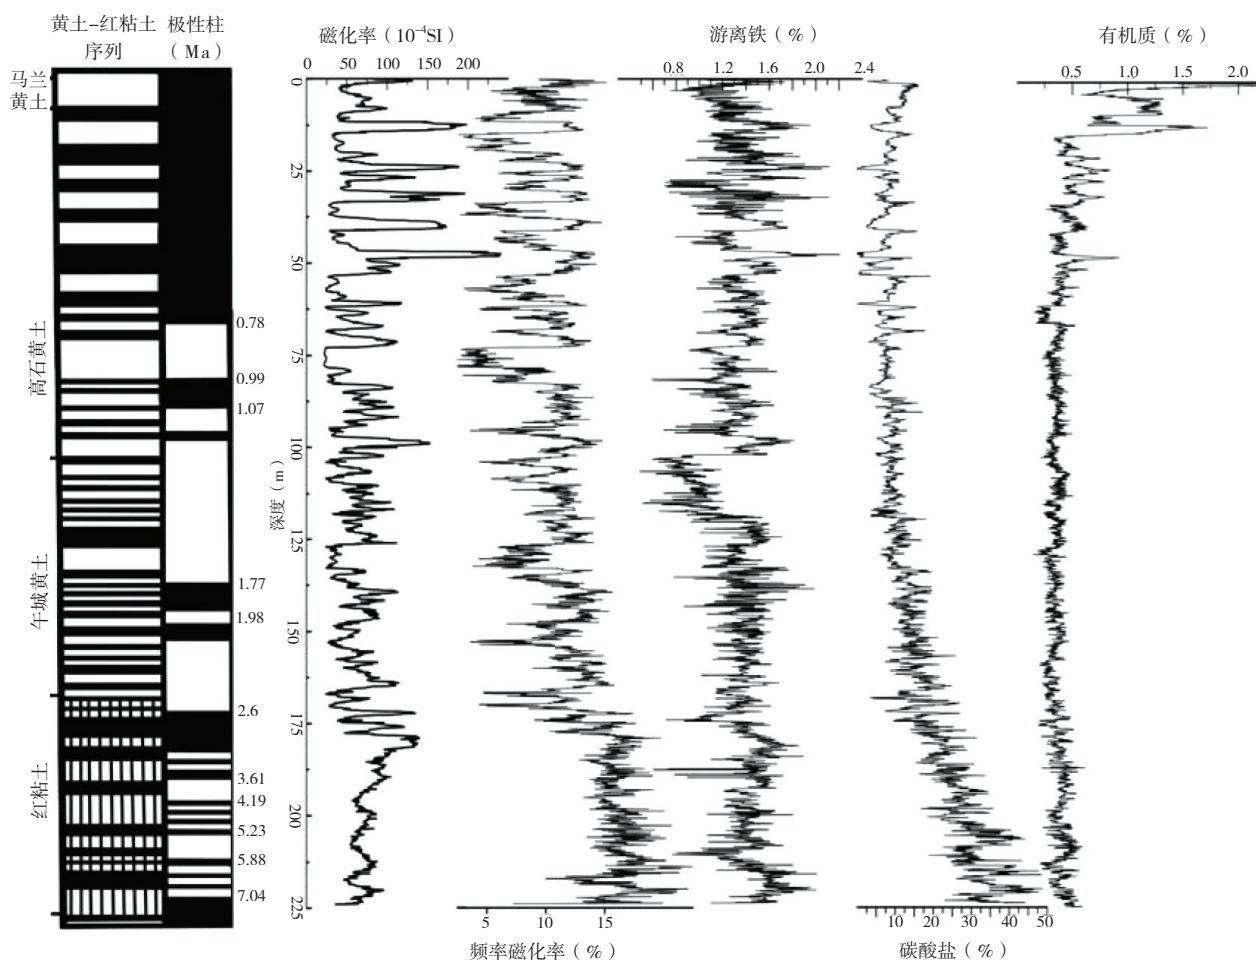 黄土-红粘土
序列
极性柱
（Ma）
磁化率（10⁻⁴SI）
0 50 100 150 200
游离铁（%）
0.8 1.2 1.6 2.0 2.4
有机质（%）
0.5 1.0 1.5 2.0
马兰
黄土
高石黄土
午城黄土
红粘土
0.78
0.99
1.07
1.77
1.98
2.6
3.61
4.19
5.23
5.88
7.04
0
25
50
75
100
125
150
175
200
225
深度（m）
5 10 15
频率磁化率（%）
10 20 30 40 50
碳酸盐（%）